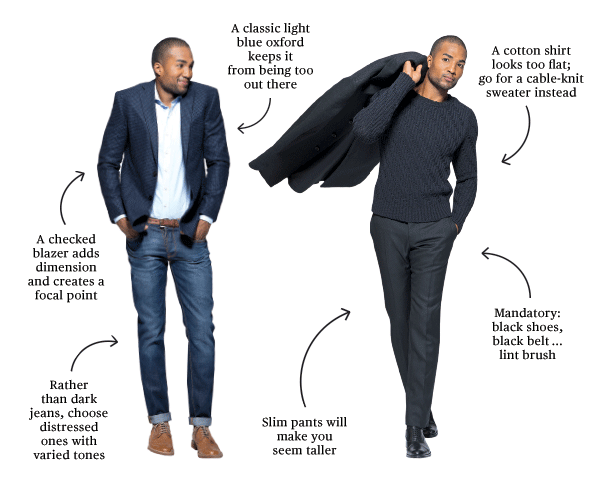 A classic light
blue oxford
keeps it
from being too
out there
A cotton shirt
looks too flat;
go for a cable-knit
sweater instead
A checked
blazer adds
dimension
and creates a
focal point
Mandatory:
black shoes,
black belt ...
lint brush
Rather
than dark
jeans, choose
distressed
ones with
varied tones
Slim pants will
make you
seem taller